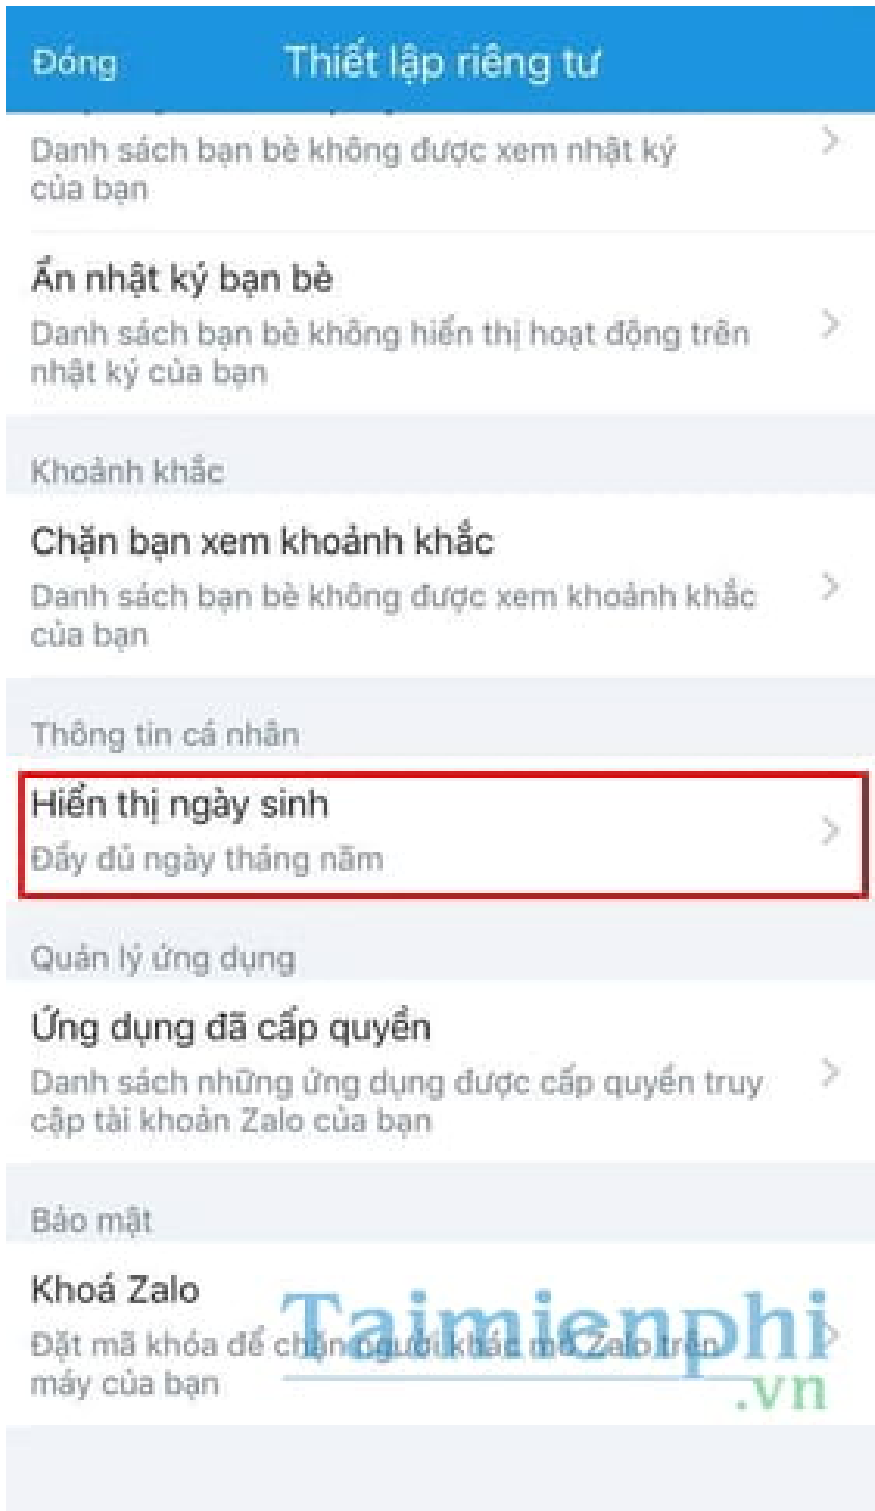 Đóng
Thiết lập riêng tư
Danh sách bạn bè không được xem nhật ký
của bạn
Ẩn nhật ký bạn bè
Danh sách bạn bè không hiển thị hoạt động trên
nhật ký của bạn
Khoảnh khắc
Chặn bạn xem khoảnh khắc
Danh sách bạn bè không được xem khoảnh khắc
của bạn
Thông tin cá nhân
Hiển thị ngày sinh
Đầy đủ ngày tháng năm
Quản lý ứng dụng
Ứng dụng đã cấp quyền
Danh sách những ứng dụng được cấp quyền truy
cập tài khoản Zalo của bạn
Bảo mật
Khoá Zalo
Đặt mã khóa để chặn người khác mở Zalo trên
máy của bạn
Taimienphi
.vn